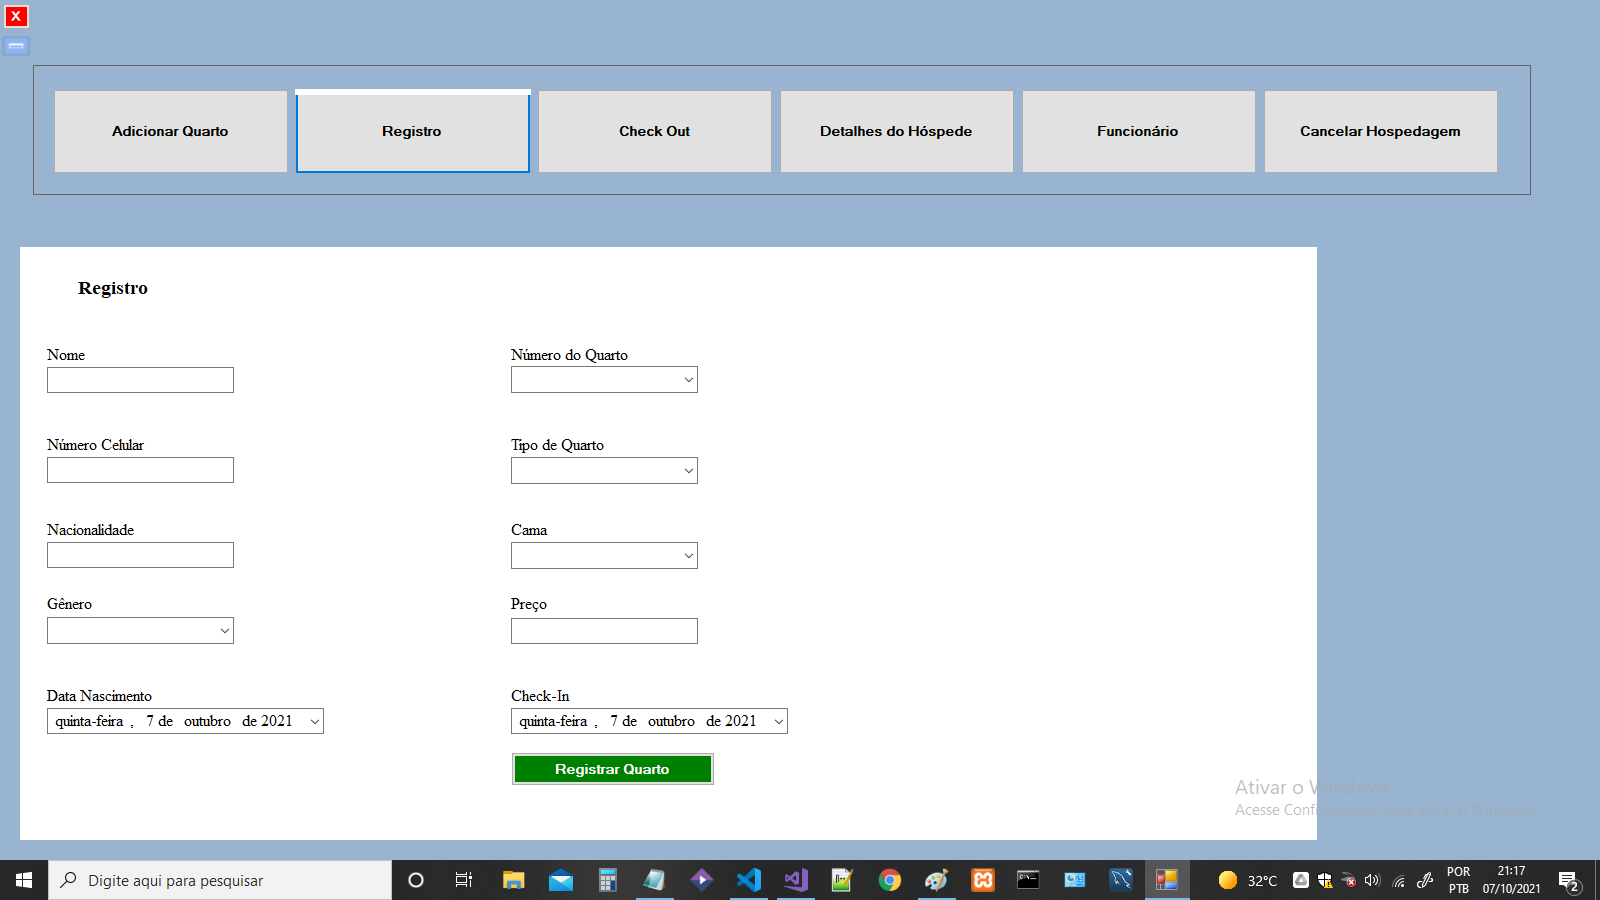 X
Adicionar Quarto
Registro
Check Out
Detalhes do Hóspede
Funcionário
Cancelar Hospedagem
Registro
Nome
Número do Quarto
Número Celular
Tipo de Quarto
Nacionalidade
Cama
Gênero
Preço
Data Nascimento
Check-In
quinta-feira , 7 de outubro de 2021
quinta-feira , 7 de outubro de 2021
Registrar Quarto
Ativar o Windows
Acesse Configurações para ativar o Windows.
Digite aqui para pesquisar
32°C
POR
PTB
21:17
07/10/2021
2